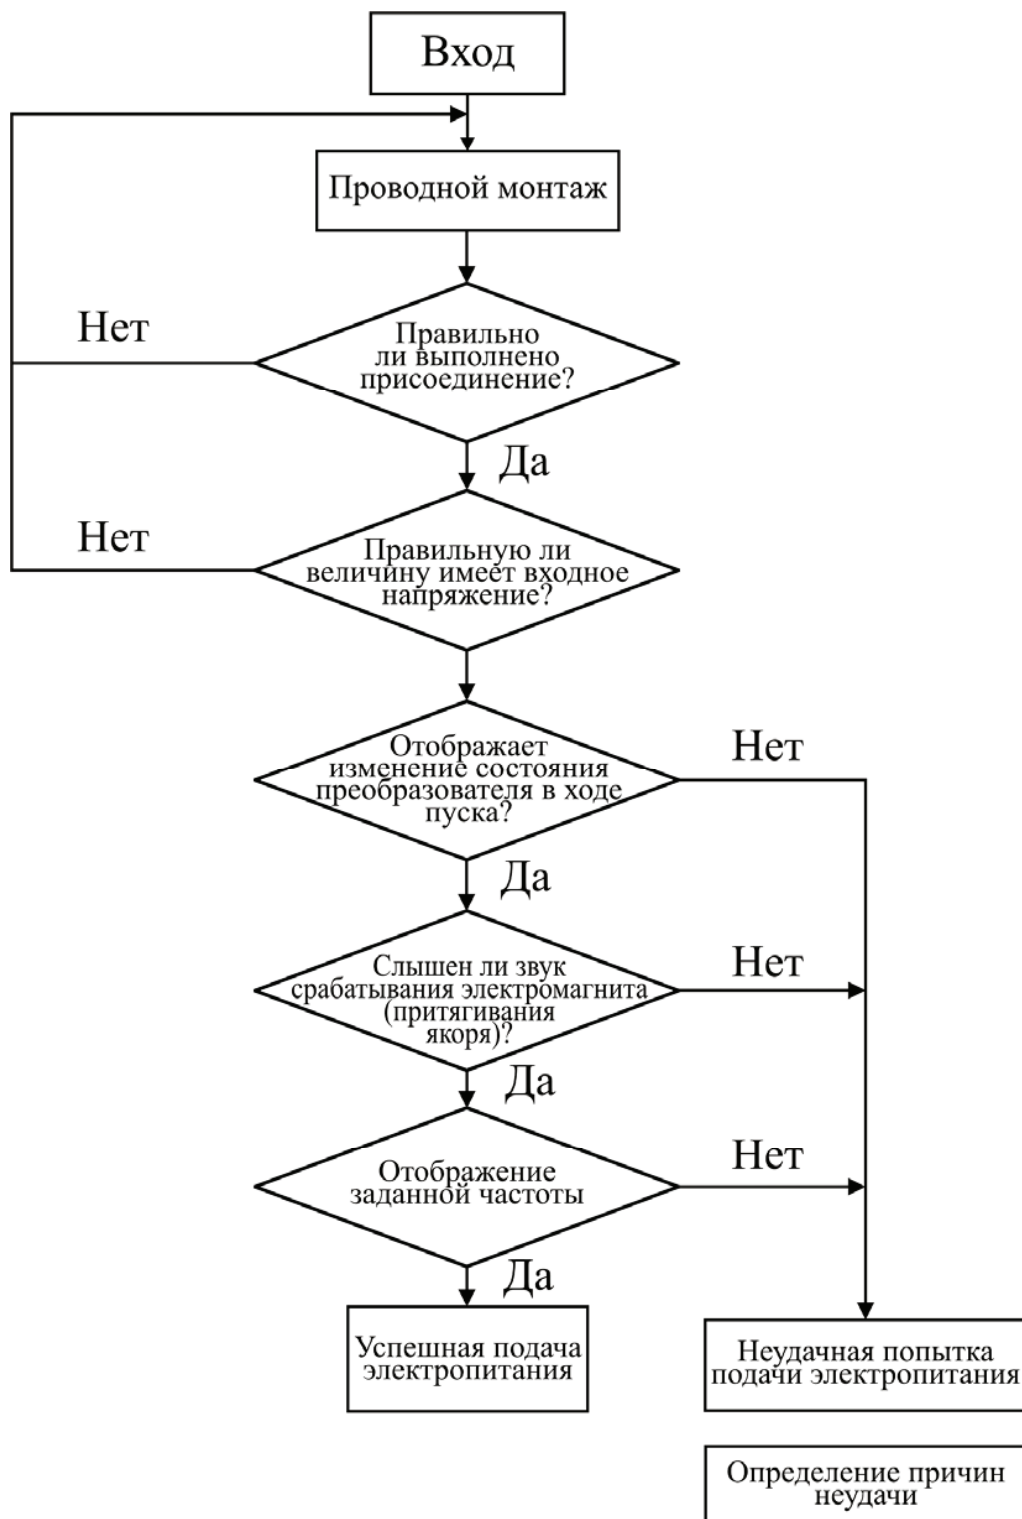 Вход
Проводной монтаж
Нет
Правильно
ли выполнено
присоединение?
Да
Нет
Правильную ли
величину имеет входное
напряжение?
Отображает
изменение состояния
преобразователя в ходе
пуска?
Нет
Да
Слышен ли звук
срабатывания электромагнита
(притягивания
якоря)?
Нет
Да
Отображение
заданной частоты
Нет
Да
Успешная подача
электропитания
Неудачная попытка
подачи электропитания
Определение причин
неудачи